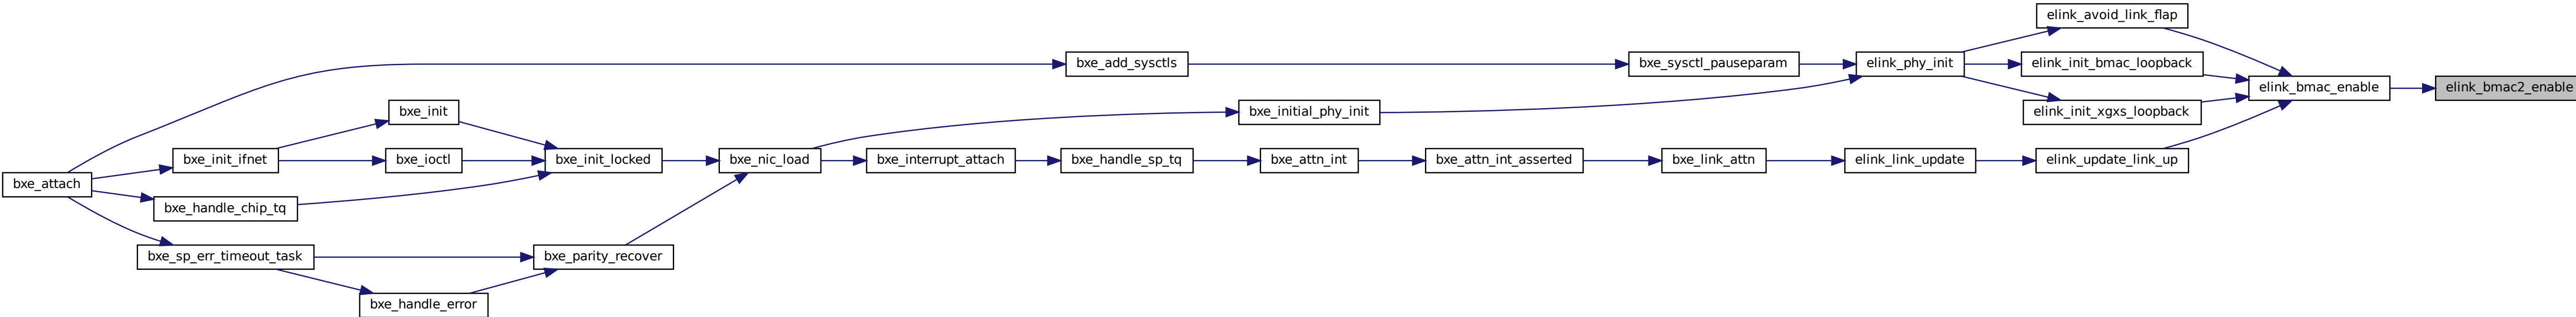 elink_avoid_link_flap
bxe_add_sysctls
bxe_sysctl_pauseparam
elink_phy_init
elink_init_bmac_loopback
elink_bmac_enable
elink_bmac2_enable
bxe_init
bxe_initial_phy_init
elink_init_xgxs_loopback
bxe_init_ifnet
bxe_ioctl
bxe_init_locked
bxe_nic_load
bxe_interrupt_attach
bxe_handle_sp_tq
bxe_attn_int
bxe_attn_int_asserted
bxe_link_attn
elink_link_update
elink_update_link_up
bxe_attach
bxe_handle_chip_tq
bxe_sp_err_timeout_task
bxe_parity_recover
bxe_handle_error